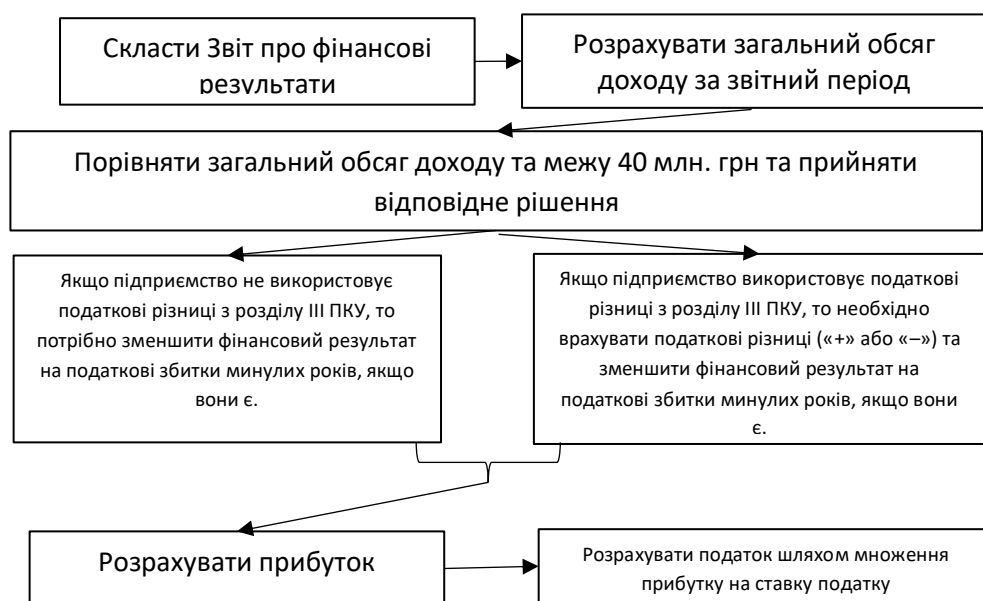 Скласти Звіт про фінансові
результати
Розрахувати загальний обсяг
доходу за звітний період
Порівняти загальний обсяг доходу та межу 40 млн. грн та прийняти
відповідне рішення
Якщо підприємство не використовує
податкові різниці з розділу ІІІ ПКУ, то
потрібно зменшити фінансовий результат
на податкові збитки минулих років, якщо
вони є.
Якщо підприємство використовує податкові
різниці з розділу ІІІ ПКУ, то необхідно
врахувати податкові різниці («+» або «–») та
зменшити фінансовий результат на
податкові збитки минулих років, якщо вони
є.
Розрахувати прибуток
Розрахувати податок шляхом множення
прибутку на ставку податку